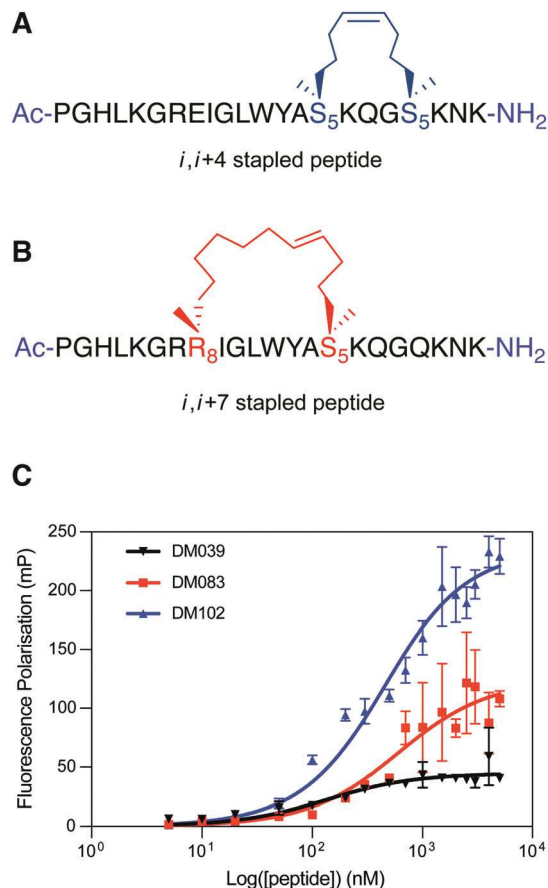 A
Ac-PGHLKGREIGLWYAS5KQGS5KNK-NH2
i,i+4 stapled peptide
B
Ac-PGHLKGRR8IGLWYAS5KQGQKNK-NH2
i,i+7 stapled peptide
C
250
200
150
100
50
0
Fluorescence Polarisation (mP)
DM039
DM083
DM102
10^0
10^1
10^2
10^3
10^4
Log([peptide]) (nM)